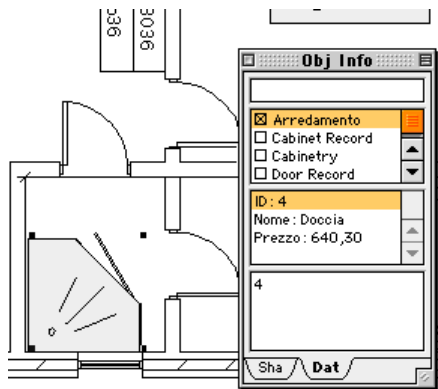 3036
3036
Obj Info
Arredamento
Cabinet Record
Cabinetry
Door Record
ID: 4
Nome: Doccia
Prezzo: 640,30
4
Sha
Dat